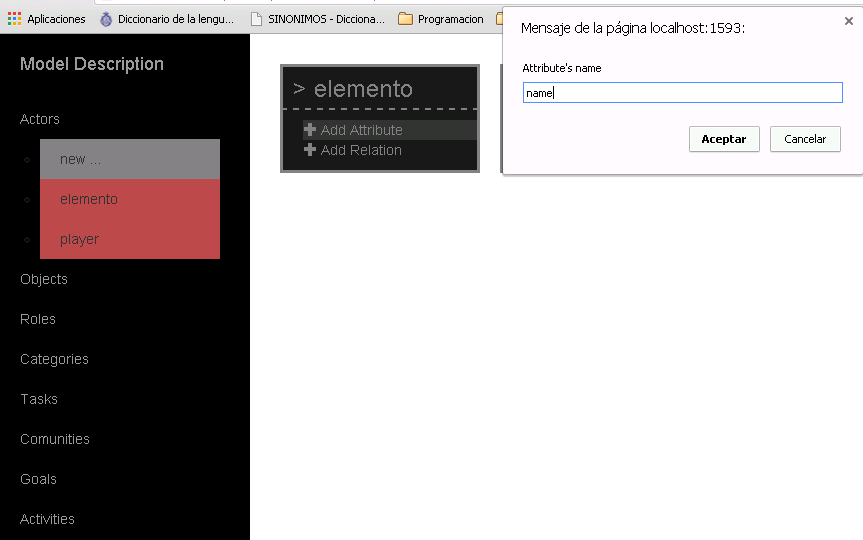 Aplicaciones
Diccionario de la lengu...
SINONIMOS - Dicciona...
Programacion
Mensaje de la página localhost:1593:
Attribute's name
name
Aceptar
Cancelar
Model Description
Actors
new ...
elemento
player
Objects
Roles
Categories
Tasks
Comunities
Goals
Activities
> elemento
Add Attribute
Add Relation